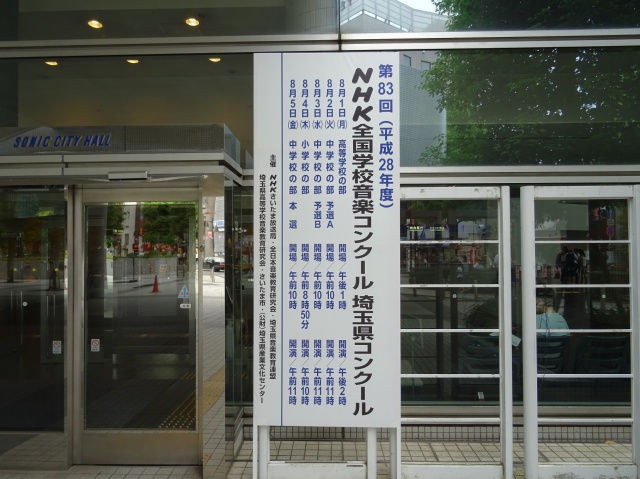 SONIC CITY HALL
第83回(平成28年度)
NHK全国学校音楽コンクール 埼玉県コンクール
8月1日(月) 高等学校の部 開場 午後1時 開演 午後2時
8月2日(火) 中学校の部 予選A 開場 午前10時 開演 午前11時
8月3日(水) 中学校の部 予選B 開場 午前10時 開演 午前11時
8月4日(木) 小学校の部 開場 午前8時50分 開演 午前10時
8月5日(金) 中学校の部 本選 開場 午前10時 開演 午前11時
主催 NHKさいたま放送局・全日本音楽教育研究会・埼玉県音楽教育連盟
埼玉県高等学校音楽教育研究会・さいたま市・(公財)埼玉県産業文化センター